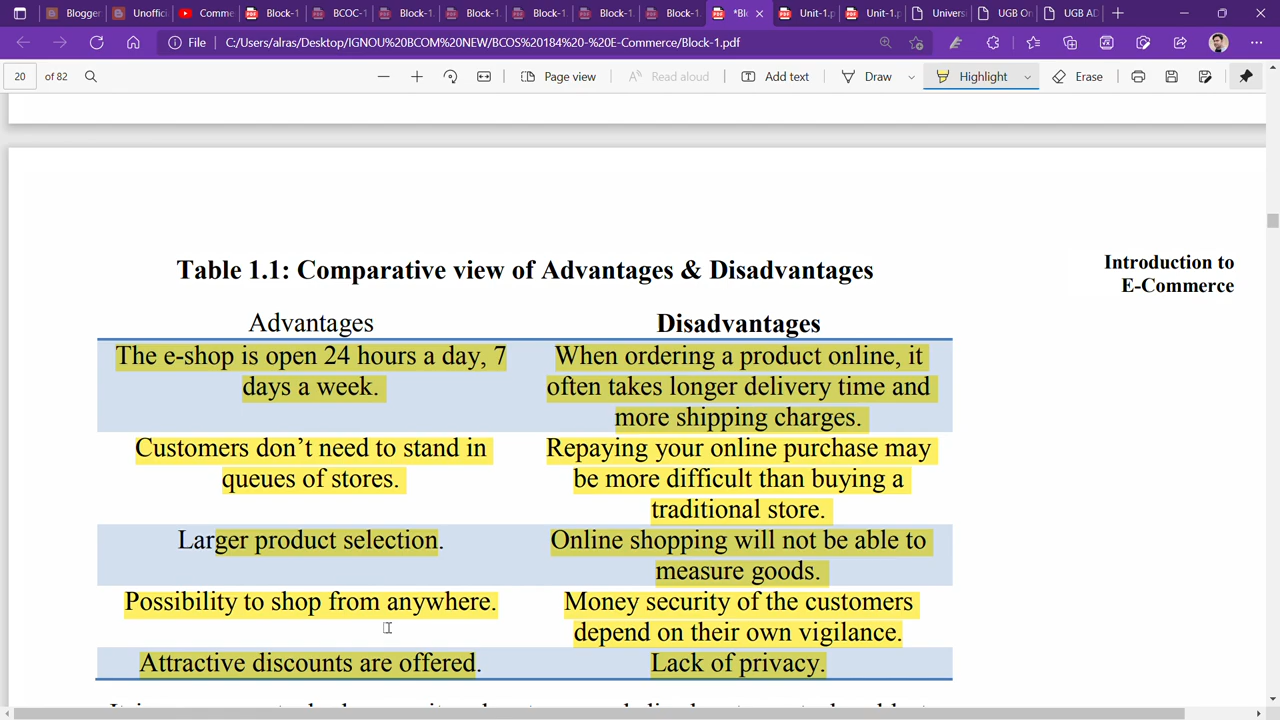 Blogger
Unoffici
Comme
Block-1
BCOC-1
Block-1.
Block-1.
Block-1.
Block-1.
Block-1.
*Blo
Unit-1.p
Unit-1.p
Univers
UGB On
UGB AD
File C:/Users/alras/Desktop/IGNOU%20BCOM%20NEW/BCOS%20184%20-%20E-Commerce/Block-1.pdf
20 of 82 Page view Read aloud Add text Draw Highlight Erase
Table 1.1: Comparative view of Advantages & Disadvantages
Introduction to
E-Commerce
Advantages Disadvantages
The e-shop is open 24 hours a day, 7 When ordering a product online, it
days a week. often takes longer delivery time and
more shipping charges.
Customers don’t need to stand in Repaying your online purchase may
queues of stores. be more difficult than buying a
traditional store.
Larger product selection. Online shopping will not be able to
measure goods.
Possibility to shop from anywhere. Money security of the customers
depend on their own vigilance.
Attractive discounts are offered. Lack of privacy.